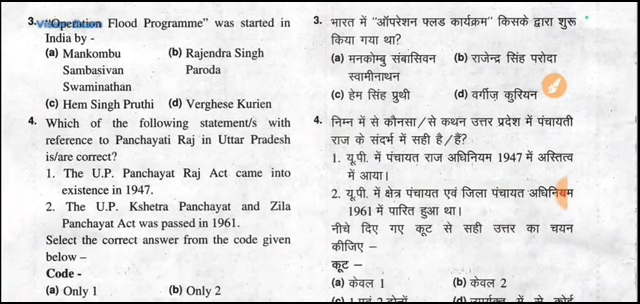 3. "Operation Flood Programme" was started in
India by -
(a) Mankombu (b) Rajendra Singh
Sambasivan Paroda
Swaminathan
(c) Hem Singh Pruthi (d) Verghese Kurien
4. Which of the following statement/s with
reference to Panchayati Raj in Uttar Pradesh
is/are correct?
1. The U.P. Panchayat Raj Act came into
existence in 1947.
2. The U.P. Kshetra Panchayat and Zila
Panchayat Act was passed in 1961.
Select the correct answer from the code given
below –
Code -
(a) Only 1 (b) Only 2
3. भारत में "ऑपरेशन फ्लड कार्यक्रम" किसके द्वारा शुरू
किया गया था?
(a) मनकोम्बु संबासिवन (b) राजेन्द्र सिंह परोदा
स्वामीनाथन
(c) हेम सिंह प्रुथी (d) वर्गीज़ कुरियन
4. निम्न में से कौनसा/से कथन उत्तर प्रदेश में पंचायती
राज के संदर्भ में सही है/हैं?
1. यू.पी. में पंचायत राज अधिनियम 1947 में अस्तित्व
में आया।
2. यू.पी. में क्षेत्र पंचायत एवं जिला पंचायत अधिनियम
1961 में पारित हुआ था।
नीचे दिए गए कूट से सही उत्तर का चयन
कीजिए –
कूट –
(a) केवल 1 (b) केवल 2